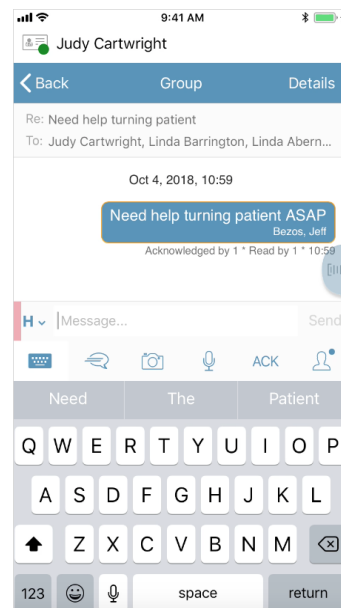 9:41 AM
Judy Cartwright
Back Group Details
Re: Need help turning patient
To: Judy Cartwright, Linda Barrington, Linda Abern...
Oct 4, 2018, 10:59
Need help turning patient ASAP
Bezos, Jeff
Acknowledged by 1 * Read by 1 * 10:59
H Message... Send
ACK
Need The Patient
Q W E R T Y U I O P
A S D F G H J K L
Z X C V B N M
123 space return